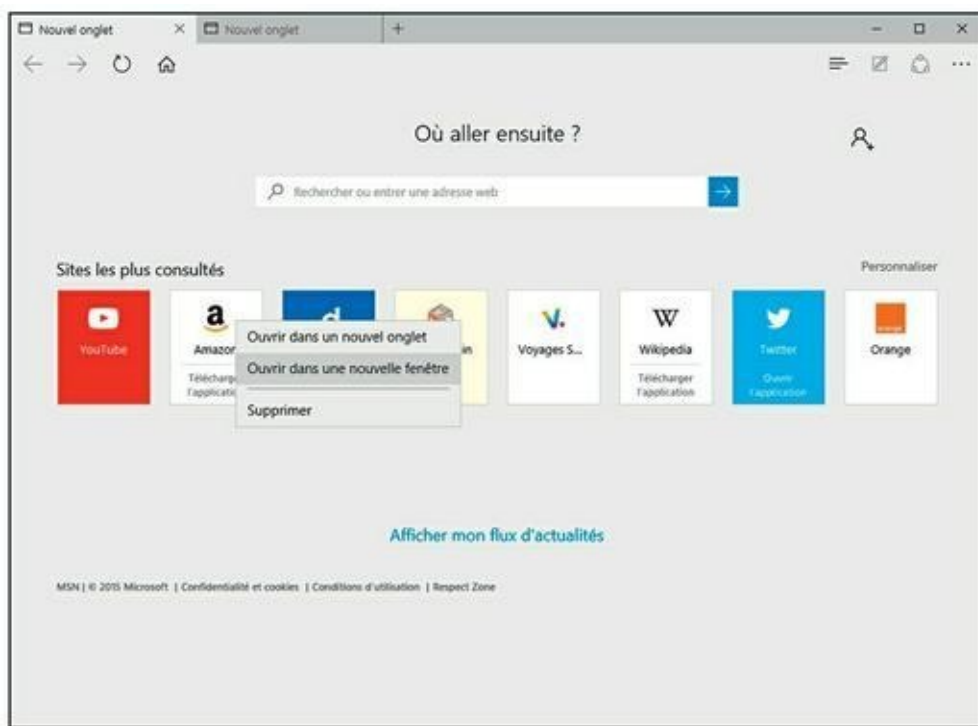 Nouvel onglet
Nouvel onglet
Où aller ensuite ?
Rechercher ou entrer une adresse web
Sites les plus consultés
Personnaliser
YouTube
Amazon
Télécharger
l'application
d
in
V.
Voyages S...
W
Wikipedia
Télécharger
l'application
Twitter
Ouvrir
l'application
orange
Orange
Ouvrir dans un nouvel onglet
Ouvrir dans une nouvelle fenêtre
Supprimer
Afficher mon flux d'actualités
MSN | © 2015 Microsoft | Confidentialité et cookies | Conditions d'utilisation | Respect Zone